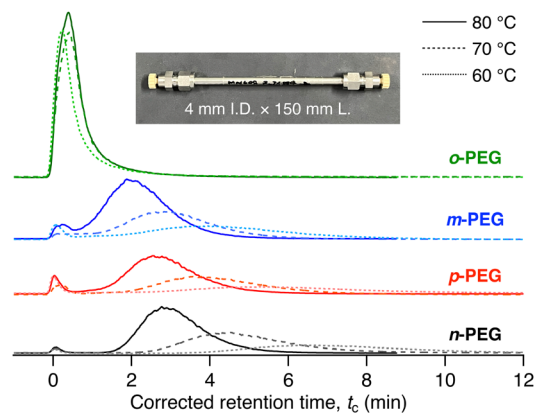 80 °C
70 °C
60 °C
4 mm I.D. × 150 mm L.
o-PEG
m-PEG
p-PEG
n-PEG
0 2 4 6 8 10 12
Corrected retention time, tc (min)